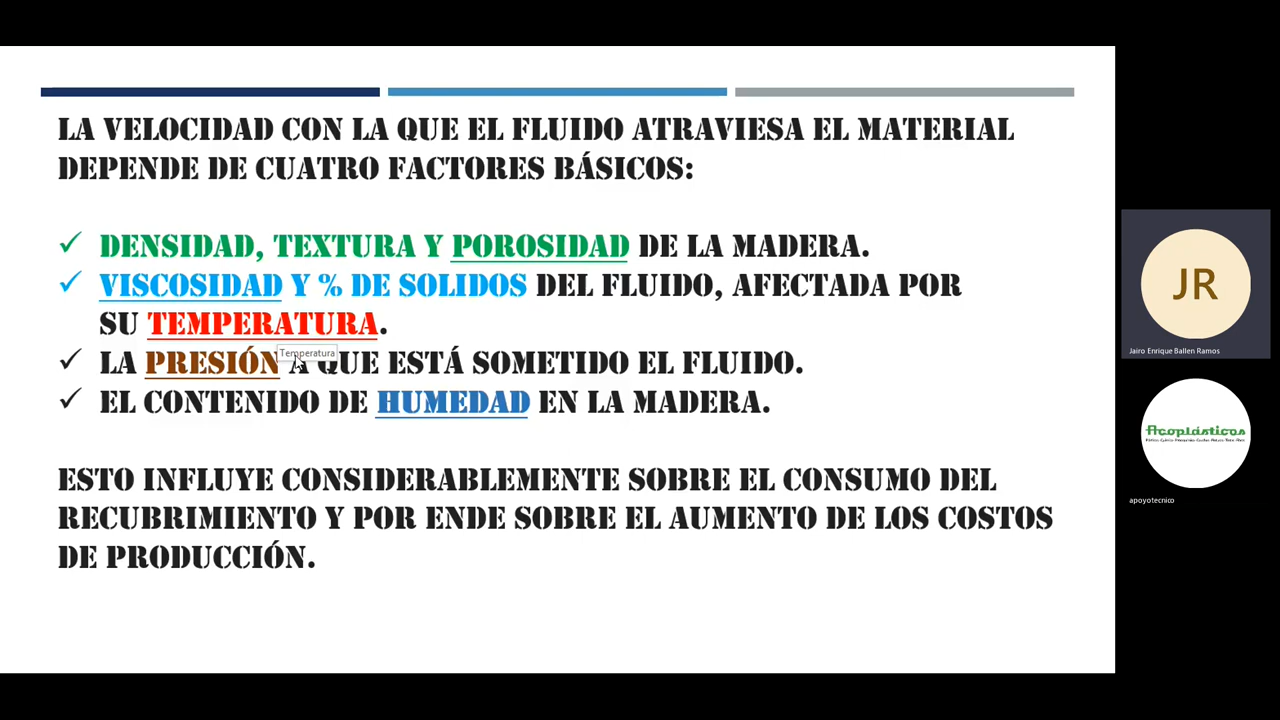 LA VELOCIDAD CON LA QUE EL FLUIDO ATRAVIESA EL MATERIAL
DEPENDE DE CUATRO FACTORES BÁSICOS:
✓ DENSIDAD, TEXTURA Y POROSIDAD DE LA MADERA.
✓ VISCOSIDAD Y % DE SOLIDOS DEL FLUIDO, AFECTADA POR
SU TEMPERATURA.
Temperatura
✓ LA PRESIÓN A QUE ESTÁ SOMETIDO EL FLUIDO.
✓ EL CONTENIDO DE HUMEDAD EN LA MADERA.
ESTO INFLUYE CONSIDERABLEMENTE SOBRE EL CONSUMO DEL
RECUBRIMIENTO Y POR ENDE SOBRE EL AUMENTO DE LOS COSTOS
DE PRODUCCIÓN.
JR
Jairo Enrique Ballen Ramos
Acoplásticos
apoyotecnico